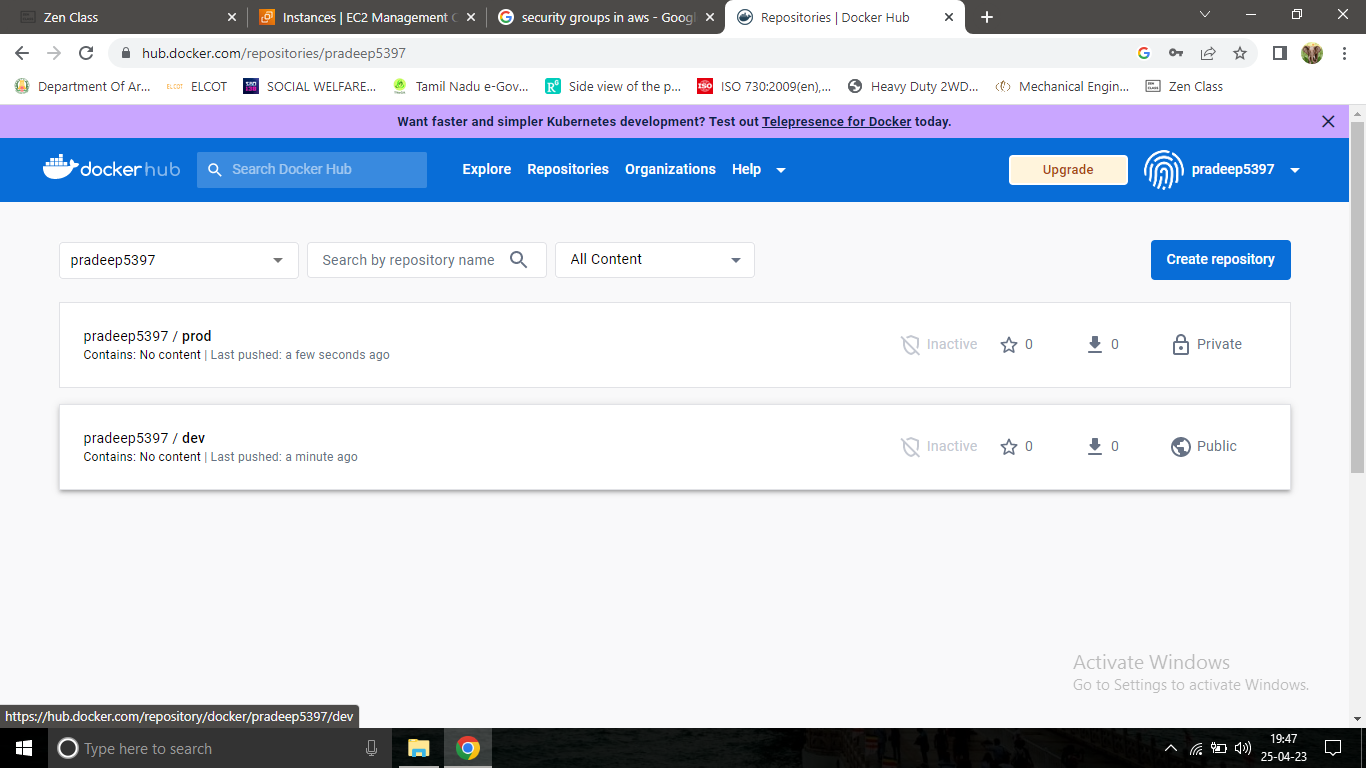 Zen Class
Instances | EC2 Management C
security groups in aws - Googl
Repositories | Docker Hub
hub.docker.com/repositories/pradeep5397
Department Of Ar...
ELCOT ELCOT
SOCIAL WELFARE...
Tamil Nadu e-Gov...
R⁶ Side view of the p...
ISO ISO 730:2009(en),...
Heavy Duty 2WD...
Mechanical Engin...
Zen Class
Want faster and simpler Kubernetes development? Test out Telepresence for Docker today.
dockerhub
Search Docker Hub
Explore
Repositories
Organizations
Help
Upgrade
pradeep5397
pradeep5397
Search by repository name
All Content
Create repository
pradeep5397 / prod
Contains: No content | Last pushed: a few seconds ago
Inactive
0
0
Private
pradeep5397 / dev
Contains: No content | Last pushed: a minute ago
Inactive
0
0
Public
Activate Windows
Go to Settings to activate Windows.
https://hub.docker.com/repository/docker/pradeep5397/dev
Type here to search
19:47
25-04-23